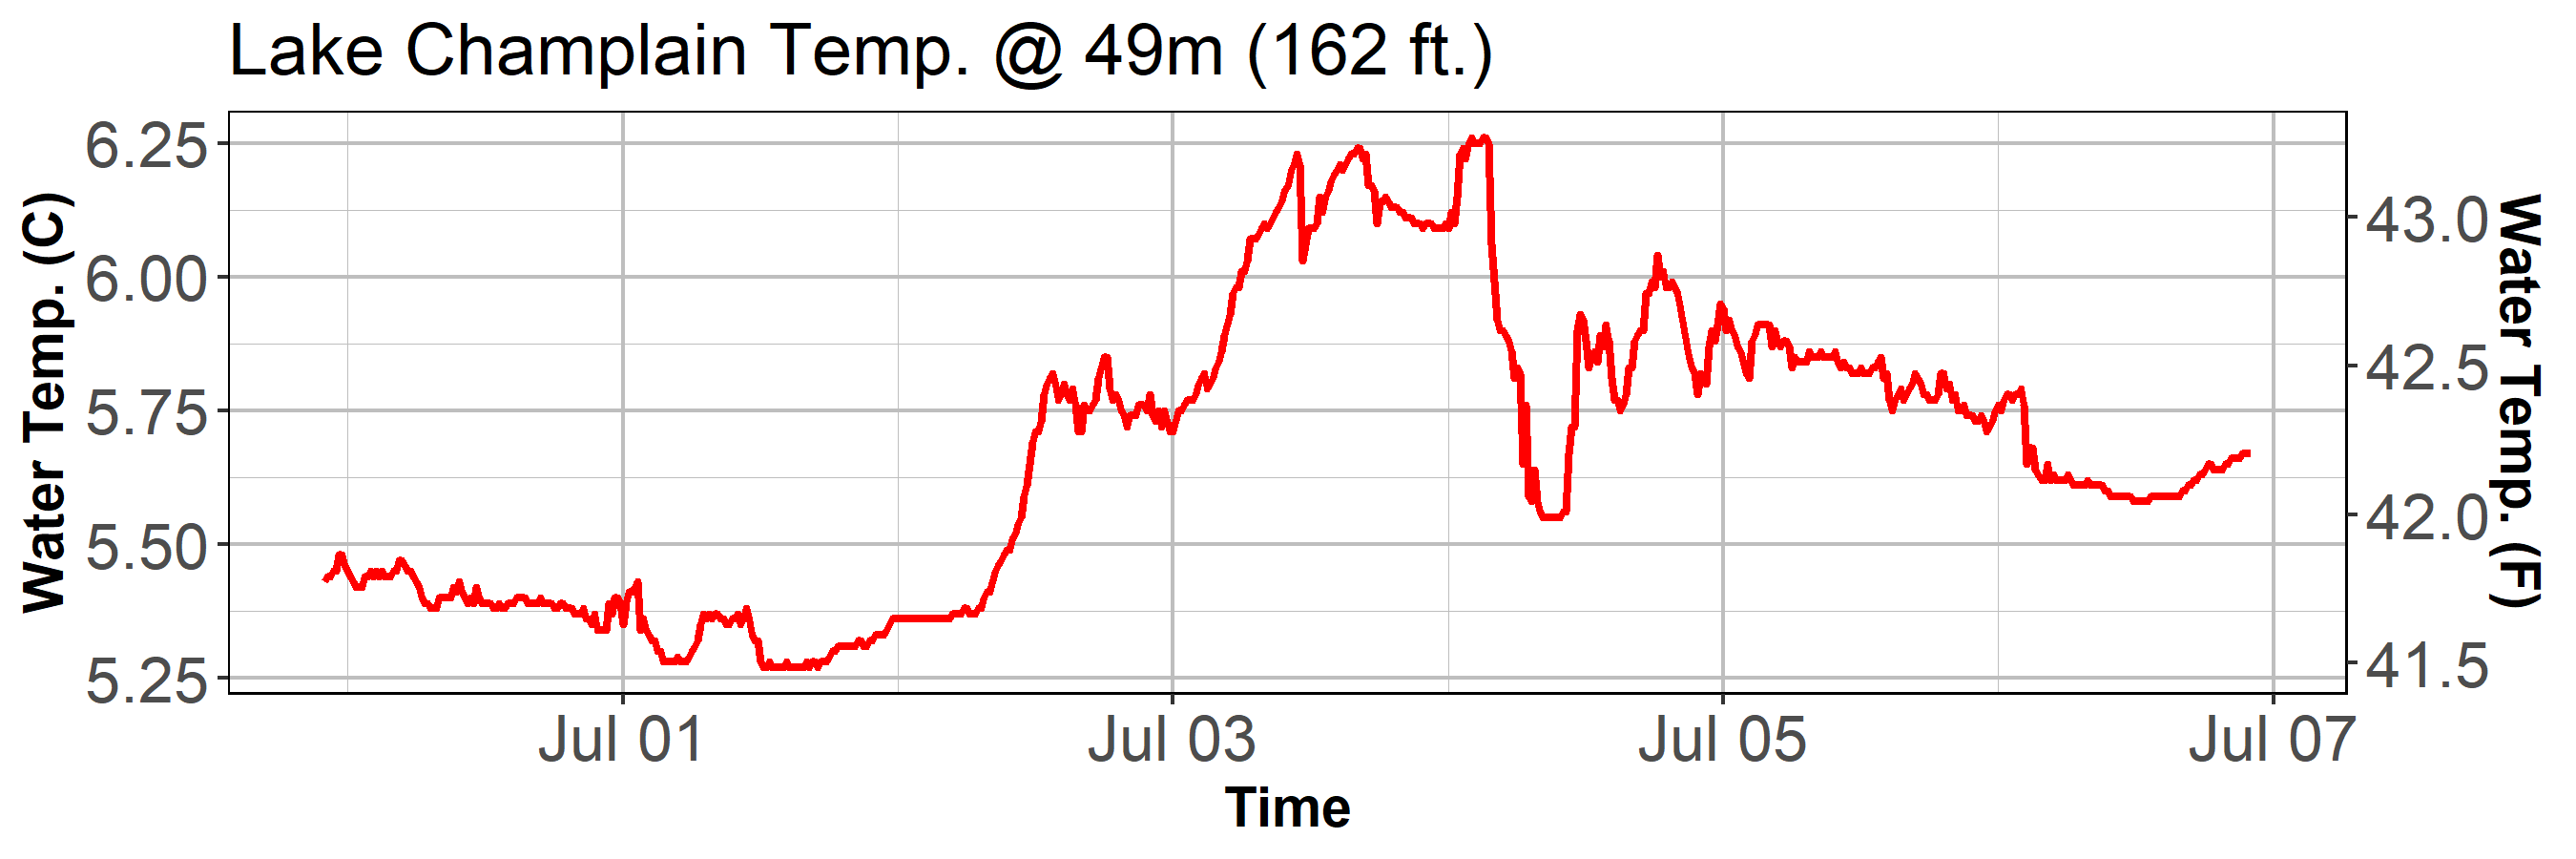 Lake Champlain Temp. @ 49m (162 ft.)
Water Temp. (C)
6.25
6.00
5.75
5.50
5.25
43.0
42.5
42.0
41.5
Water Temp. (F)
Jul 01
Jul 03
Jul 05
Jul 07
Time